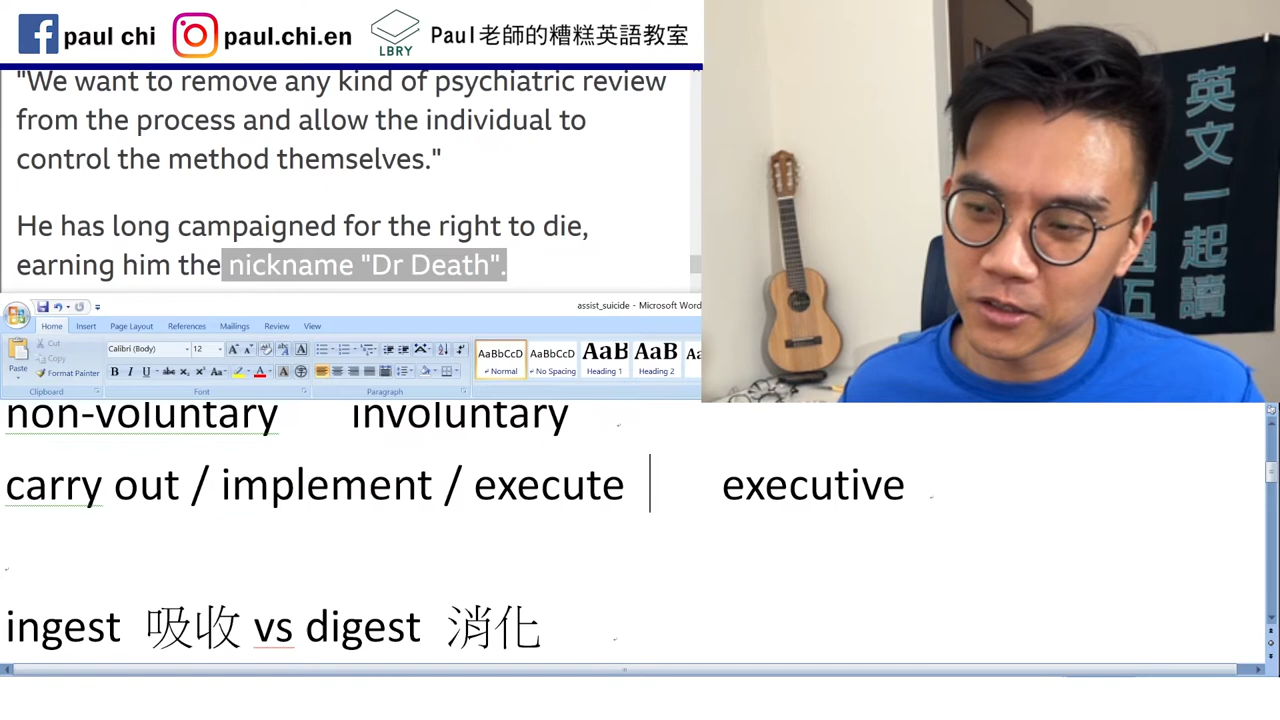 paul chi paul.chi.en LBRY Paul老師的糟糕英語教室
"We want to remove any kind of psychiatric review
from the process and allow the individual to
control the method themselves."
He has long campaigned for the right to die,
earning him the nickname "Dr Death".
assist_suicide - Microsoft Word
Home Insert Page Layout References Mailings Review View
Cut
Copy
Paste
Format Painter
Clipboard
Calibri (Body) 12
Font
Paragraph
AaBbCcD AaBbCcD AaBb AaB Aa
Normal No Spacing Heading 1 Heading 2
non-voluntary involuntary
carry out / implement / execute executive
ingest 吸收 vs digest 消化
英文一起讀
五